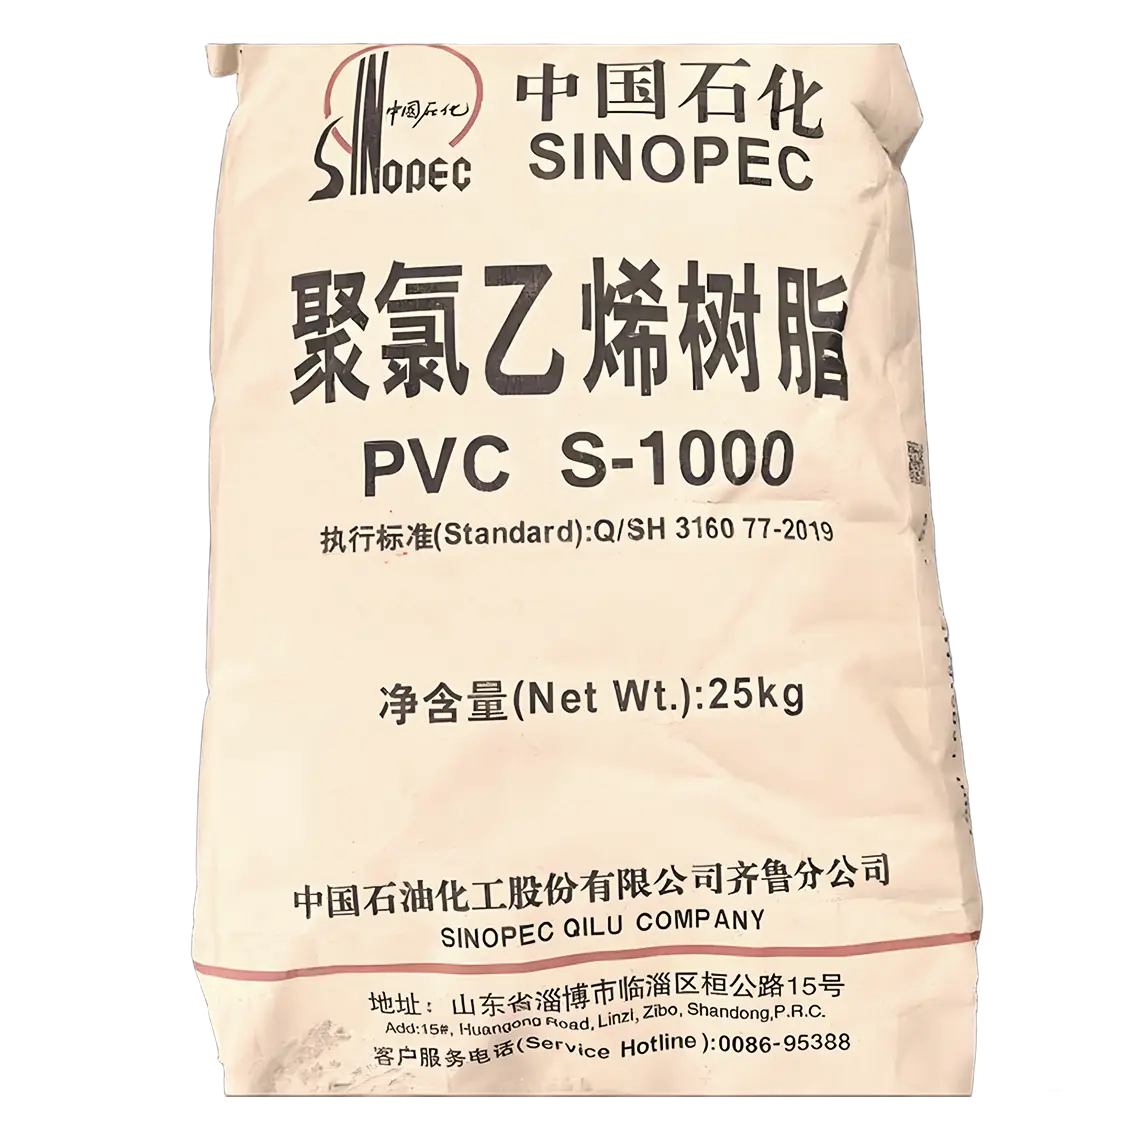 中国石化
SINOPEC
中国石化
SINOPEC
聚氯乙烯树脂
PVC S-1000
执行标准(Standard):Q/SH 3160 77-2019
净含量(Net Wt.):25kg
中国石油化工股份有限公司齐鲁分公司
SINOPEC QILU COMPANY
地址：山东省淄博市临淄区桓公路15号
Add:15#, Huangong Road, Linzi, Zibo, Shandong,P.R.C.
客户服务电话(Service Hotline):0086-95388